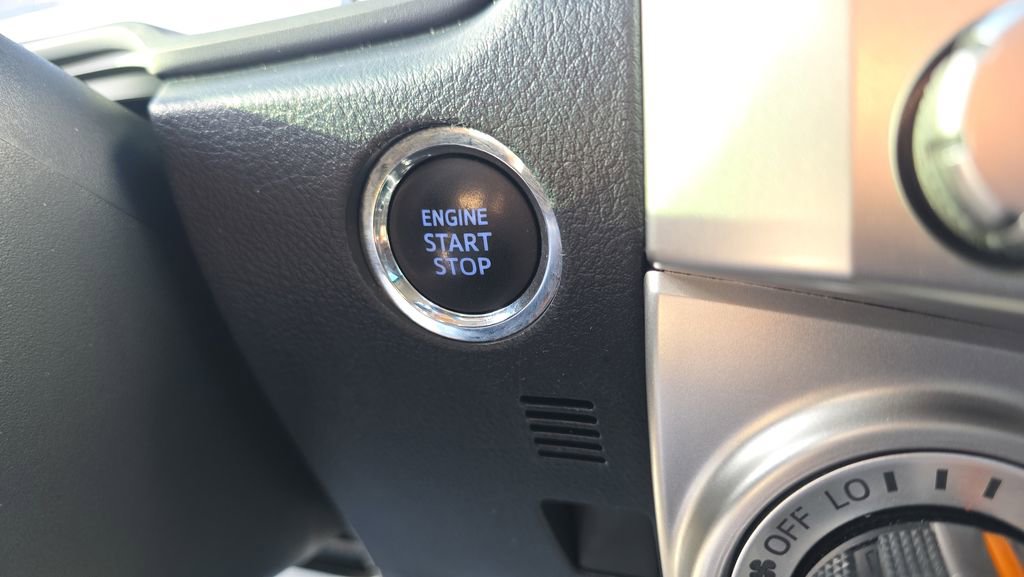 ENGINE
START
STOP
OFF LO